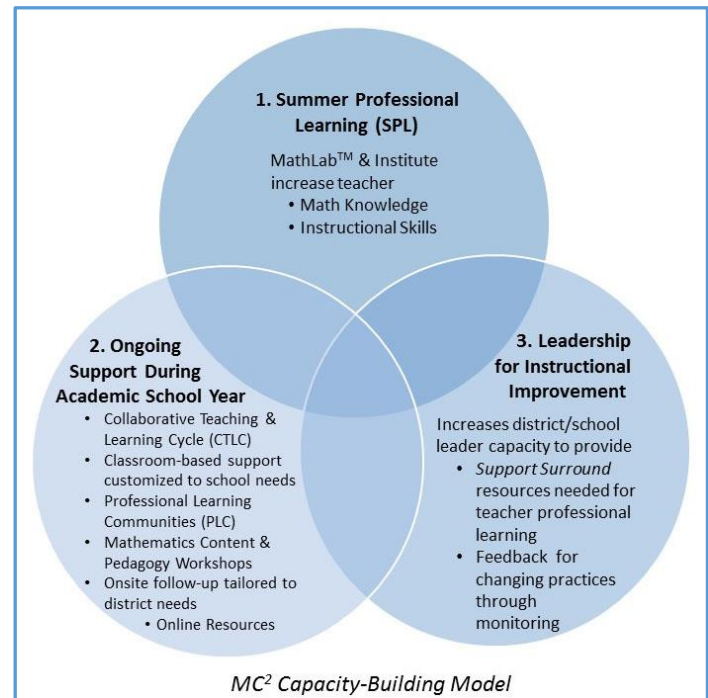 1. Summer Professional
Learning (SPL)
MathLab™ & Institute
increase teacher
• Math Knowledge
• Instructional Skills
2. Ongoing
Support During
Academic School Year
• Collaborative Teaching &
Learning Cycle (CTLC)
• Classroom-based support
customized to school needs
• Professional Learning
Communities (PLC)
• Mathematics Content &
Pedagogy Workshops
• Onsite follow-up tailored to
district needs
• Online Resources
3. Leadership
for Instructional
Improvement
Increases district/school
leader capacity to provide
• Support Surround
resources needed for
teacher professional
learning
• Feedback for
changing practices
through
monitoring
MC² Capacity-Building Model